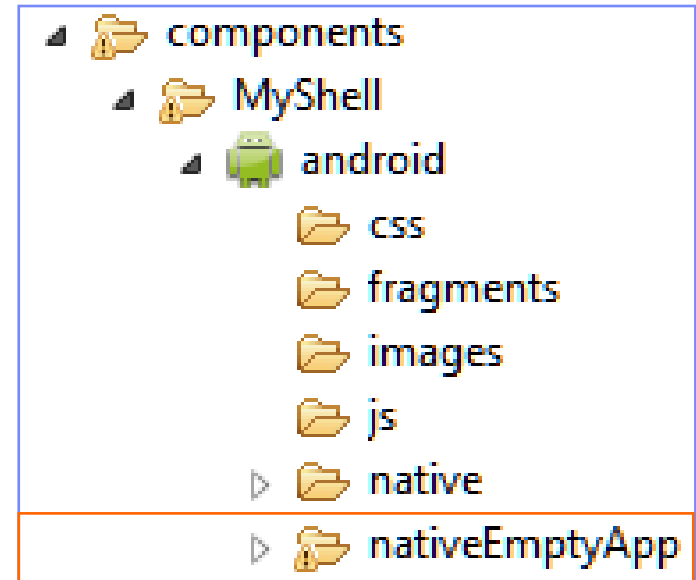 components
MyShell
android
css
fragments
images
js
native
nativeEmptyApp